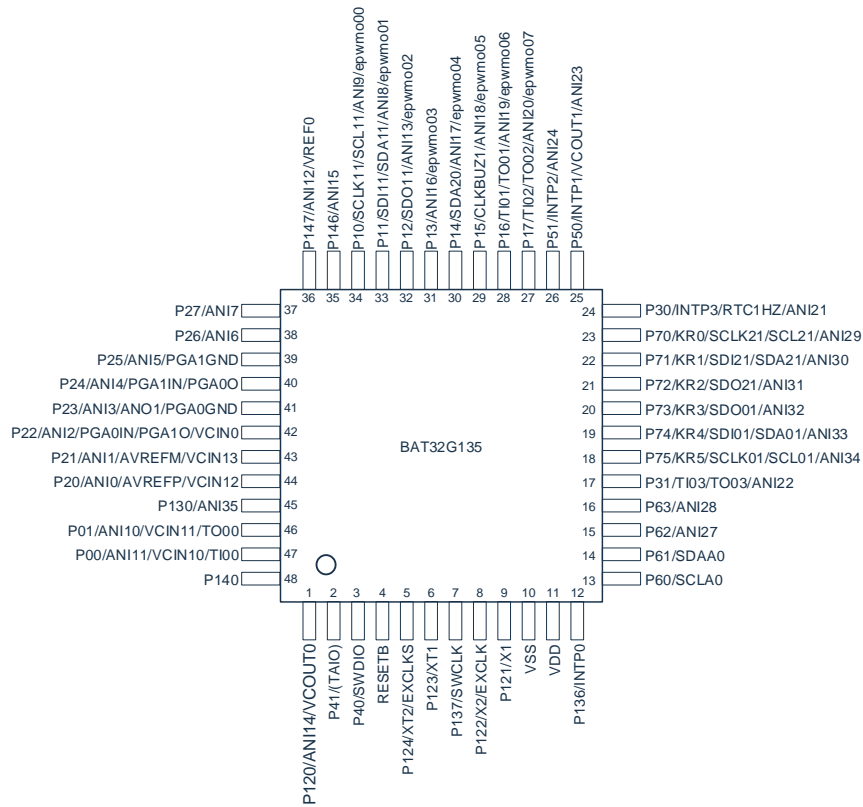 P147/ANI12/VREF0
P146/ANI15
P10/SCLK11/SCL11/ANI9/epwmo00
P11/SDI11/SDA11/ANI8/epwmo01
P12/SDO11/ANI13/epwmo02
P13/ANI16/epwmo03
P14/SDA20/ANI17/epwmo04
P15/CLKBUZ1/ANI18/epwmo05
P16/TI01/TO01/ANI19/epwmo06
P17/TI02/TO02/ANI20/epwmo07
P51/INTP2/ANI24
P50/INTP1/VCOUT1/ANI23
36 35 34 33 32 31 30 29 28 27 26 25
P27/ANI7 37
P26/ANI6 38
P25/ANI5/PGA1GND 39
P24/ANI4/PGA1IN/PGA0O 40
P23/ANI3/ANO1/PGA0GND 41
P22/ANI2/PGA0IN/PGA1O/VCIN0 42
P21/ANI1/AVREFM/VCIN13 43
P20/ANI0/AVREFP/VCIN12 44
P130/ANI35 45
P01/ANI10/VCIN11/TO00 46
P00/ANI11/VCIN10/TI00 47
P140 48
BAT32G135
24 P30/INTP3/RTC1HZ/ANI21
23 P70/KR0/SCLK21/SCL21/ANI29
22 P71/KR1/SDI21/SDA21/ANI30
21 P72/KR2/SDO21/ANI31
20 P73/KR3/SDO01/ANI32
19 P74/KR4/SDI01/SDA01/ANI33
18 P75/KR5/SCLK01/SCL01/ANI34
17 P31/TI03/TO03/ANI22
16 P63/ANI28
15 P62/ANI27
14 P61/SDAA0
13 P60/SCLA0
1 2 3 4 5 6 7 8 9 10 11 12
P120/ANI14/VCOUT0
P41/(TAIO)
P40/SWDIO
RESETB
P124/XT2/EXCLKS
P123/XT1
P137/SWCLK
P122/X2/EXCLK
P121/X1
VSS
VDD
P136/INTP0